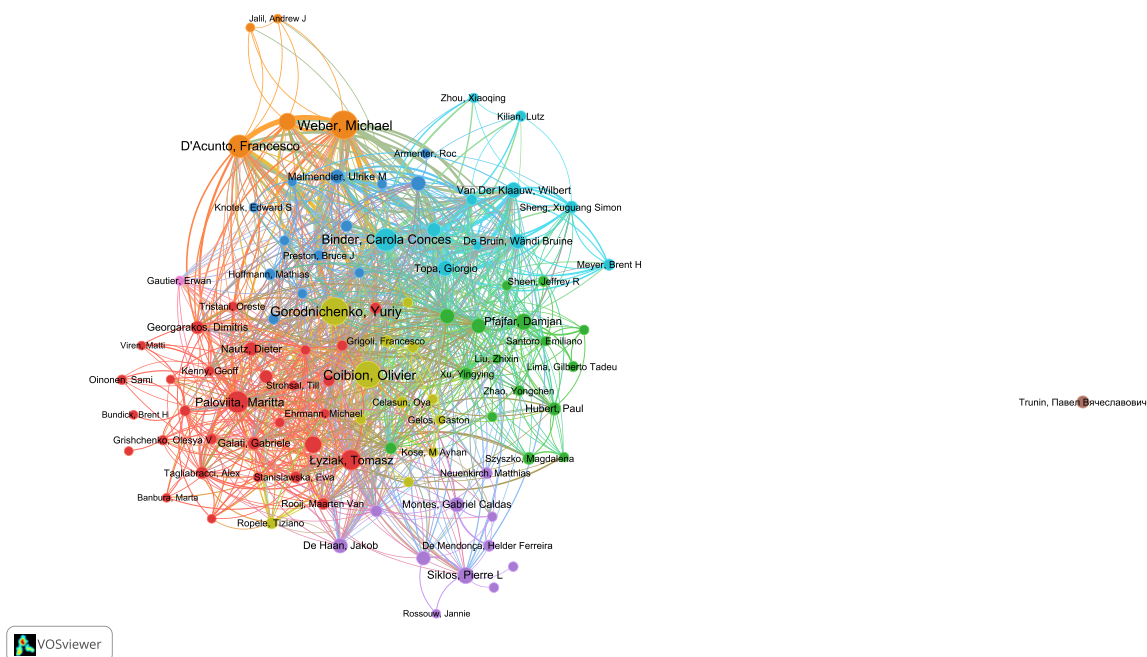 Jalil, Andrew J
Zhou, Xiaoqing
Kilian, Lutz
Weber, Michael
D'Acunto, Francesco
Armenter, Roc
Malmendier, Ulrike M
Van Der Klaauw, Wilbert
Knotek, Edward S
Sheng, Xuguang Simon
Binder, Carola Conces
De Bruin, Wändi Bruine
Preston, Bruce J
Topa, Giorgio
Meyer, Brent H
Hoffmann, Mathias
Gautier, Erwan
Sheen, Jeffrey R
Tristani, Oreste
Gorodnichenko, Yuriy
Georgarakos, Dimitris
Pfajfar, Damjan
Viren, Matti
Nautz, Dieter
Grigoli, Francesco
Santoro, Emiliano
Liu, Zhixin
Lima, Gilberto Tadeu
Kenny, Geoff
Coibion, Olivier
Xu, Yingying
Oinonen, Sami
Strohsal, Till
Zhao, Yongchen
Paloviita, Maritta
Celasun, Oya
Trunin, Павел Вячеславович
Bundick, Brent H
Ehrmann, Michael
Gelos, Gaston
Hubert, Paul
Grishchenko, Olesya V
Galati, Gabriele
Kose, M Ayhan
Łyziak, Tomasz
Szyszko, Magdalena
Tagliabracci, Alex
Stanisławska, Ewa
Neuenkirch, Matthias
Banbura, Marta
Rooij, Maarten Van
Montes, Gabriel Caldas
Ropele, Tiziano
De Haan, Jakob
De Mendonça, Helder Ferreira
Siklos, Pierre L
Rossouw, Jannie
VOSviewer